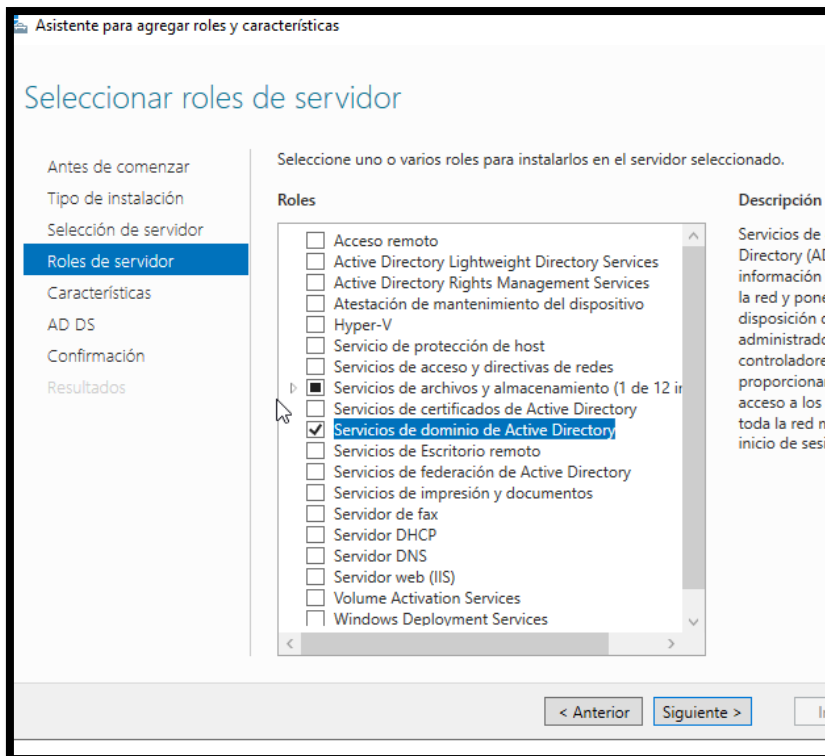 Asistente para agregar roles y características
Seleccionar roles de servidor
Antes de comenzar
Tipo de instalación
Selección de servidor
Roles de servidor
Características
AD DS
Confirmación
Resultados
Seleccione uno o varios roles para instalarlos en el servidor seleccionado.
Roles
Acceso remoto
Active Directory Lightweight Directory Services
Active Directory Rights Management Services
Atestación de mantenimiento del dispositivo
Hyper-V
Servicio de protección de host
Servicios de acceso y directivas de redes
Servicios de archivos y almacenamiento (1 de 12 in
Servicios de certificados de Active Directory
Servicios de dominio de Active Directory
Servicios de Escritorio remoto
Servicios de federación de Active Directory
Servicios de impresión y documentos
Servidor de fax
Servidor DHCP
Servidor DNS
Servidor web (IIS)
Volume Activation Services
Windows Deployment Services
Descripción
Servicios de
Directory (AD
información
la red y pone
disposición
administrado
controladore
proporciona
acceso a los
toda la red
inicio de sesi
< Anterior
Siguiente >